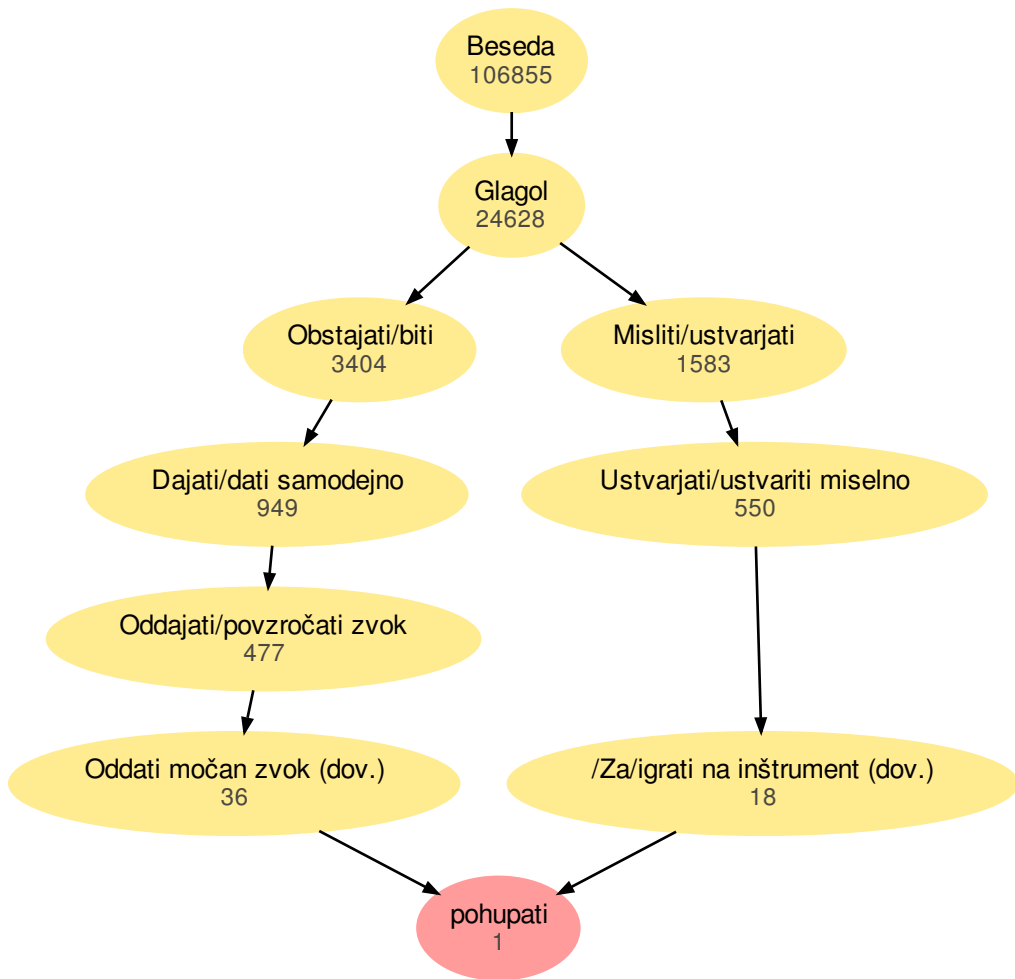 Beseda
106855
Glagol
24628
Obstajati/biti
3404
Misliti/ustvarjati
1583
Dajati/dati samodejno
949
Ustvarjati/ustvariti miselno
550
Oddajati/povzročati zvok
477
Oddati močan zvok (dov.)
36
/Za/igrati na inštrument (dov.)
18
pohupati
1